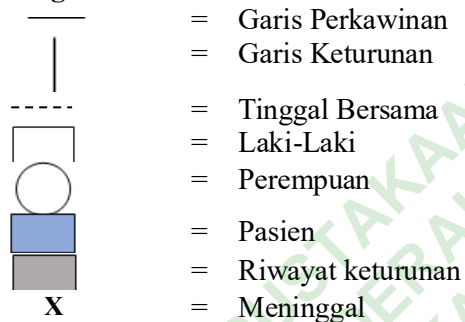 = Garis Perkawinan
= Garis Keturunan
= Tinggal Bersama
= Laki-Laki
= Perempuan
= Pasien
= Riwayat keturunan
X = Meninggal